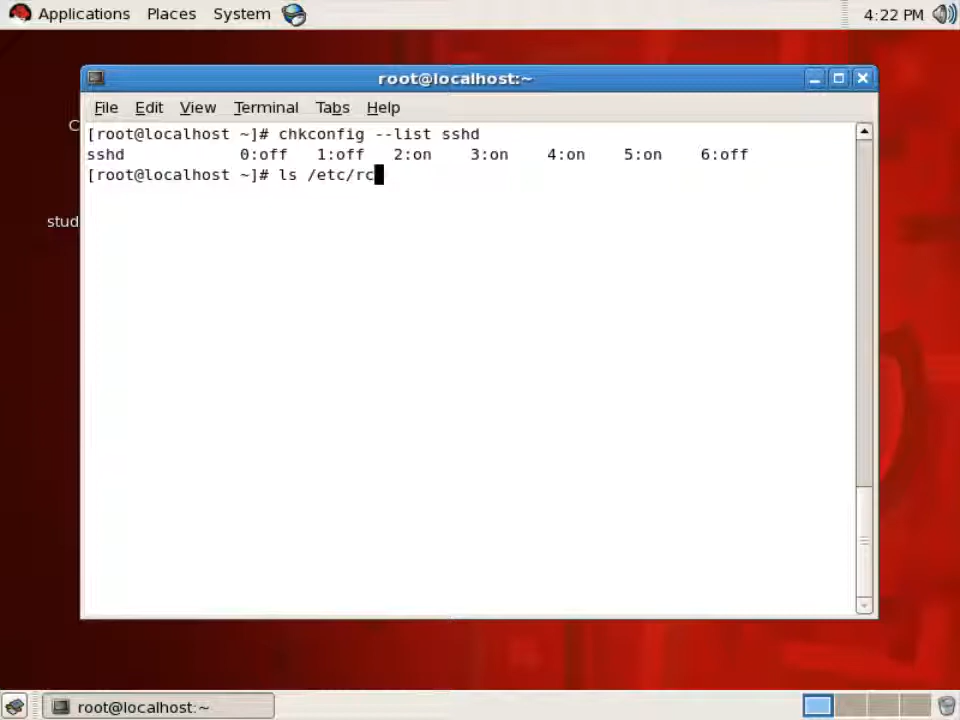 Applications Places System 4:22 PM
root@localhost:~
File Edit View Terminal Tabs Help
[root@localhost ~]# chkconfig --list sshd
sshd 0:off 1:off 2:on 3:on 4:on 5:on 6:off
[root@localhost ~]# ls /etc/rc
C
stud
root@localhost:~